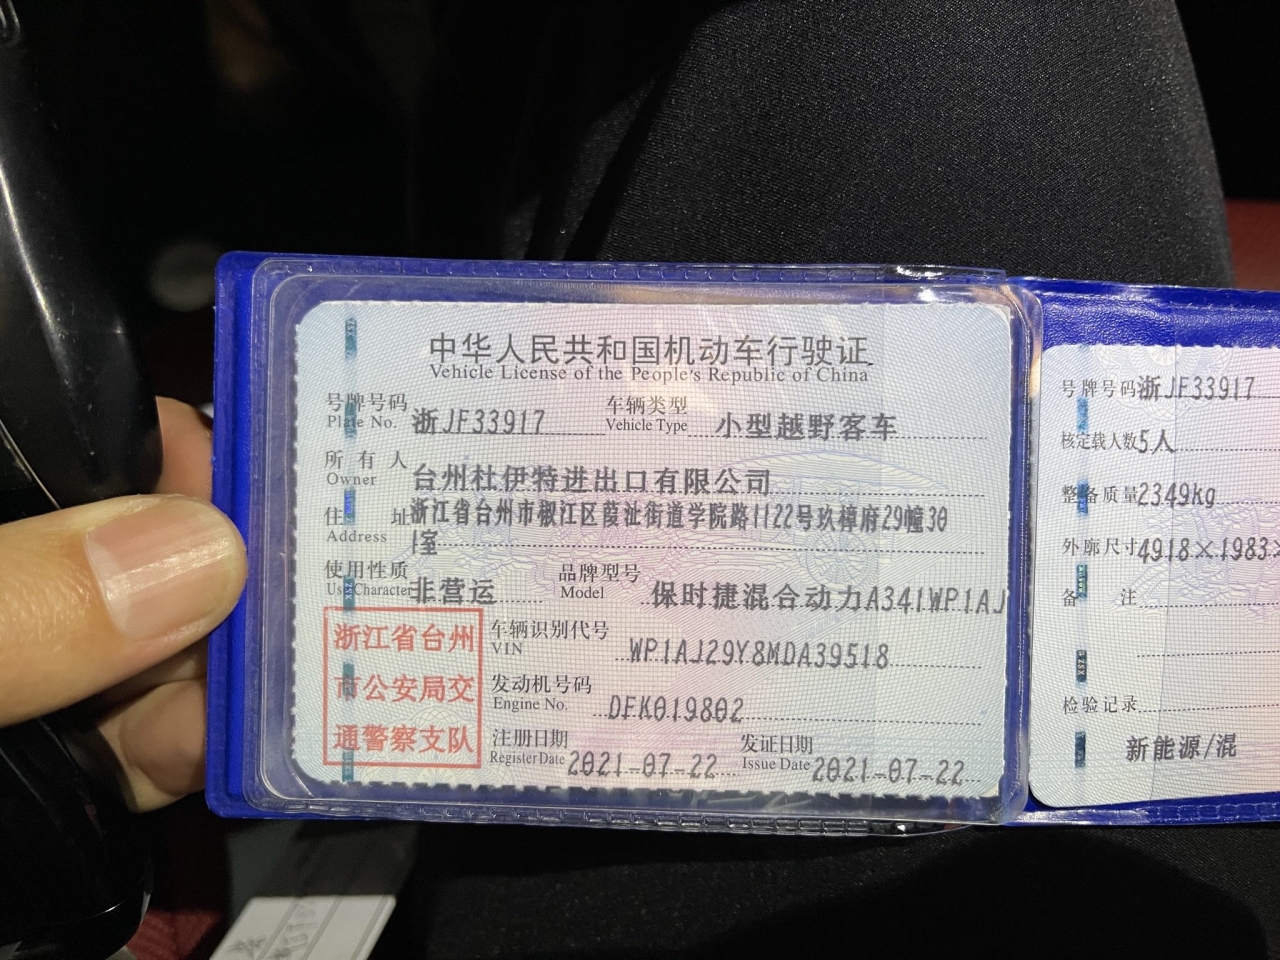 中华人民共和国机动车行驶证
Vehicle License of the People's Republic of China
号牌号码 浙JF33917 车辆类型 小型越野客车
Plate No. Vehicle Type
所有人 台州杜伊特进出口有限公司
Owner
住址 浙江省台州市椒江区葭沚街道学院路1122号玖樟府29幢30
Address 1室
使用性质 非营运 品牌型号 保时捷混合动力A341WP1AJ
Use Character Model
浙江省台州
市公安局交
通警察支队
车辆识别代号 WP1AJ29Y8MDA39518
VIN
发动机号码 DFK019802
Engine No.
注册日期 2021-07-22 发证日期 2021-07-22
Register Date Issue Date
号牌号码 浙JF33917
核定载人数 5人
整备质量 2349kg
外廓尺寸 4918×1983×
备注
检验记录
新能源/混